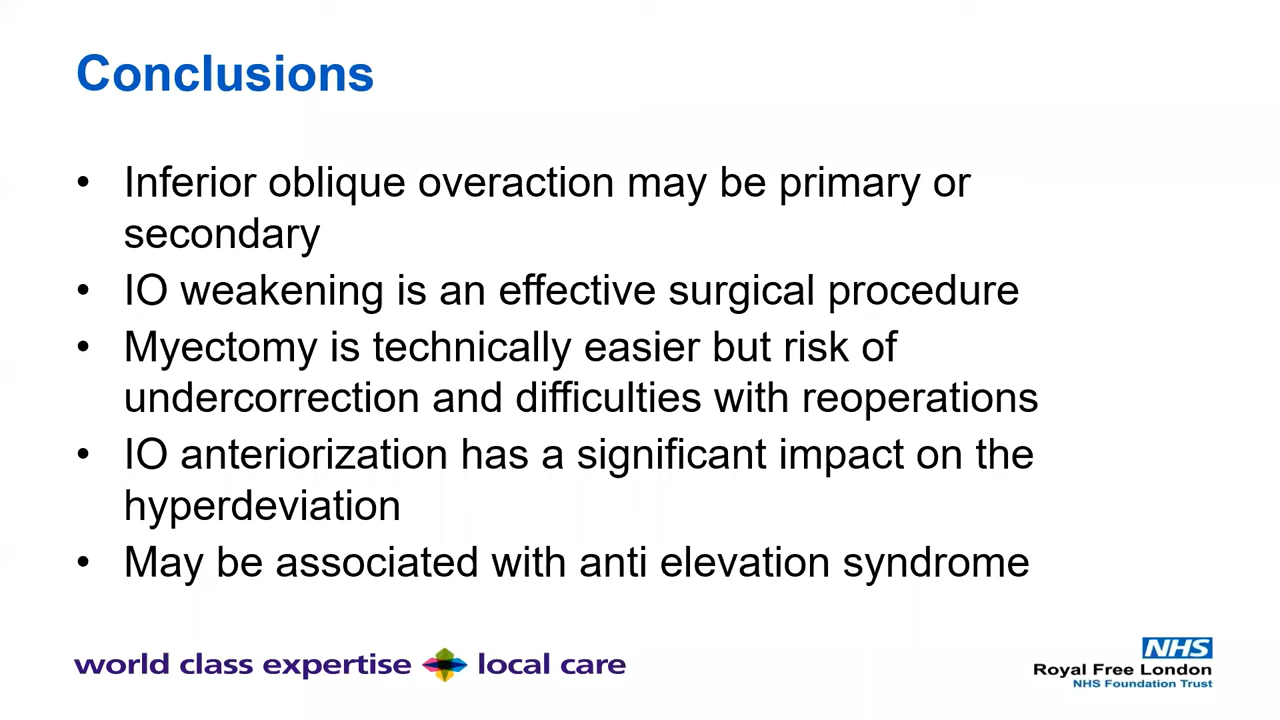 Conclusions
• Inferior oblique overaction may be primary or
secondary
• IO weakening is an effective surgical procedure
• Myectomy is technically easier but risk of
undercorrection and difficulties with reoperations
• IO anteriorization has a significant impact on the
hyperdeviation
• May be associated with anti elevation syndrome
world class expertise local care
NHS
Royal Free London
NHS Foundation Trust